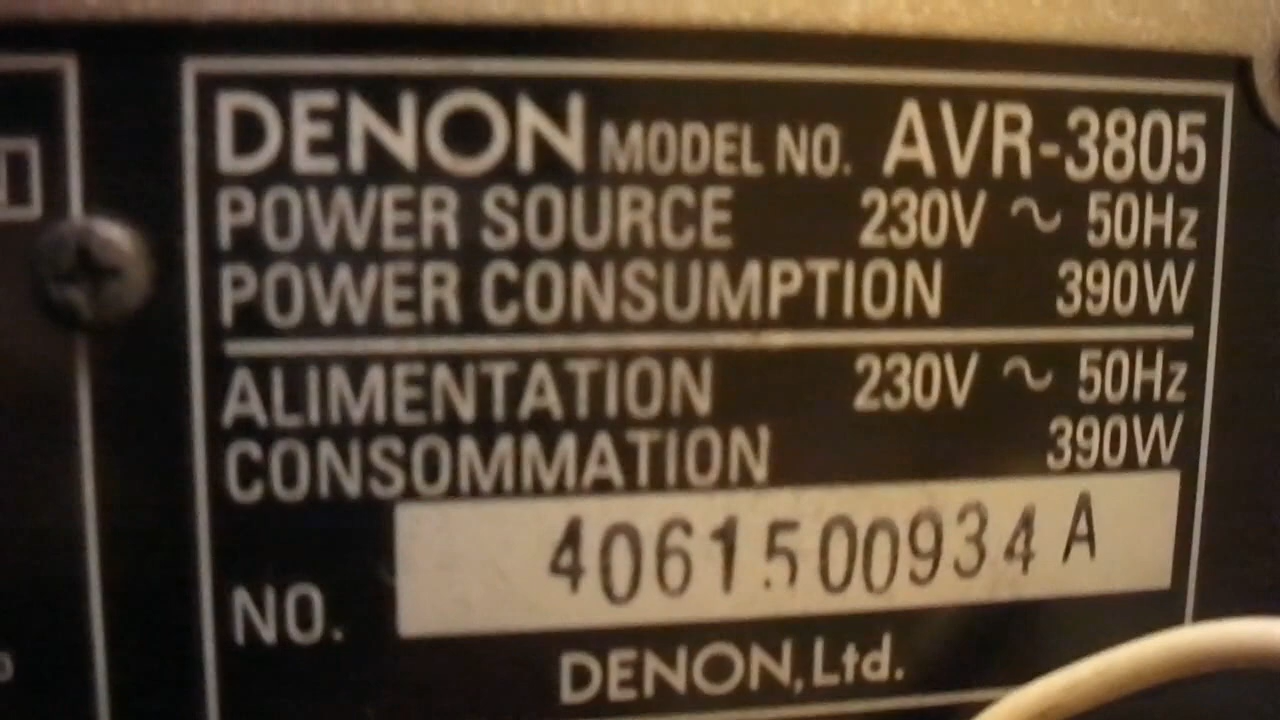 DENON MODEL NO. AVR-3805
POWER SOURCE 230V ~ 50Hz
POWER CONSUMPTION 390W
ALIMENTATION 230V ~ 50Hz
CONSOMMATION 390W
NO. 4061500934 A
DENON, Ltd.